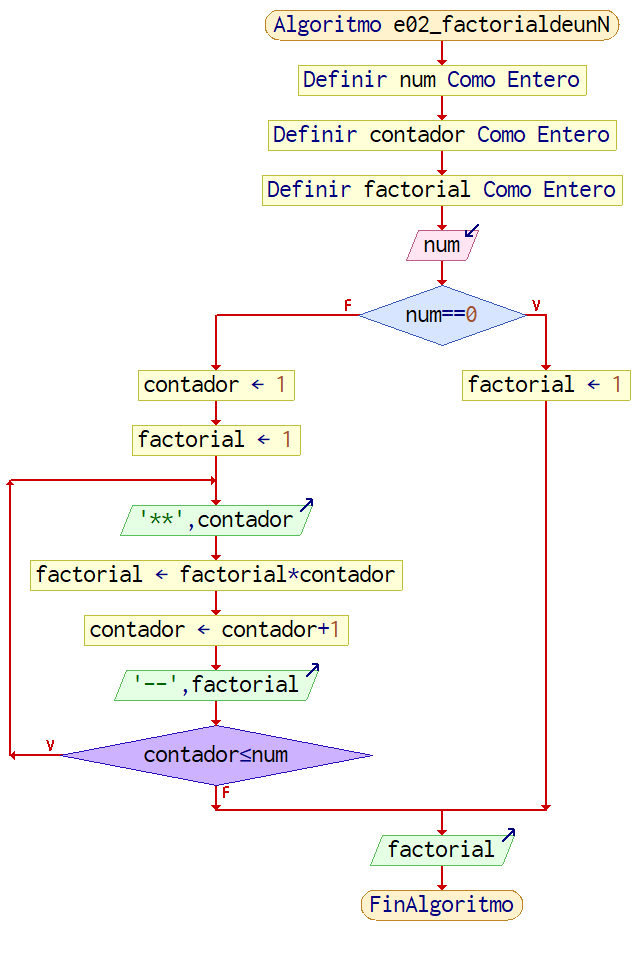 Algoritmo e02_factorialdeunN
Definir num Como Entero
Definir contador Como Entero
Definir factorial Como Entero
num
num==0
F
V
contador ← 1
factorial ← 1
factorial ← 1
'**',contador
factorial ← factorial*contador
contador ← contador+1
'--',factorial
contador≤num
V
F
factorial
FinAlgoritmo